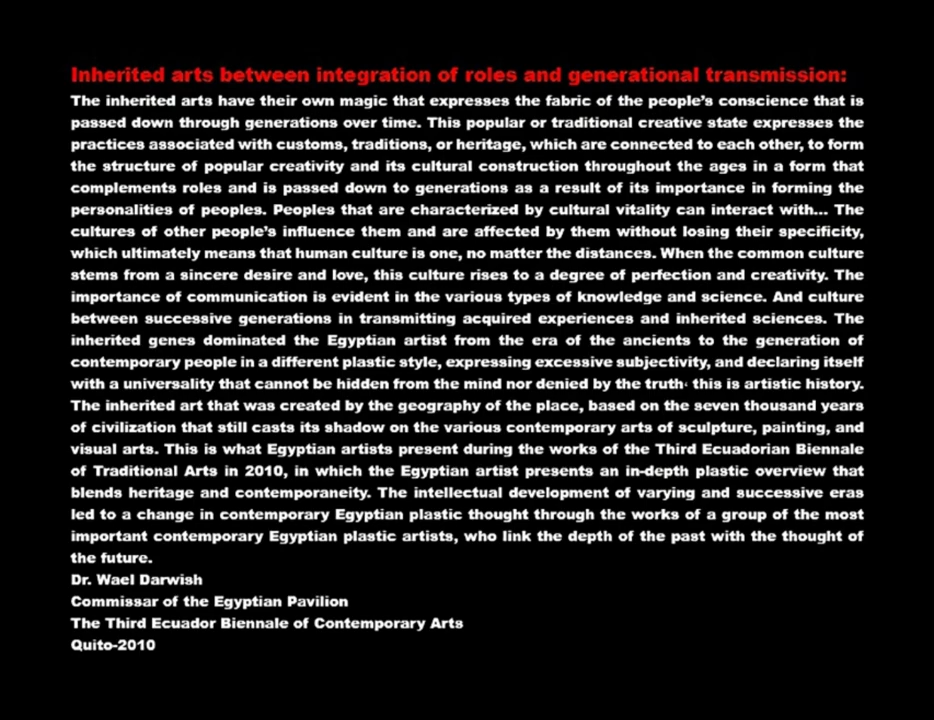 Inherited arts between integration of roles and generational transmission:
The inherited arts have their own magic that expresses the fabric of the people's conscience that is
passed down through generations over time. This popular or traditional creative state expresses the
practices associated with customs, traditions, or heritage, which are connected to each other, to form
the structure of popular creativity and its cultural construction throughout the ages in a form that
complements roles and is passed down to generations as a result of its importance in forming the
personalities of peoples. Peoples that are characterized by cultural vitality can interact with... The
cultures of other people's influence them and are affected by them without losing their specificity,
which ultimately means that human culture is one, no matter the distances. When the common culture
stems from a sincere desire and love, this culture rises to a degree of perfection and creativity. The
importance of communication is evident in the various types of knowledge and science. And culture
between successive generations in transmitting acquired experiences and inherited sciences. The
inherited genes dominated the Egyptian artist from the era of the ancients to the generation of
contemporary people in a different plastic style, expressing excessive subjectivity, and declaring itself
with a universality that cannot be hidden from the mind nor denied by the truth، this is artistic history.
The inherited art that was created by the geography of the place, based on the seven thousand years
of civilization that still casts its shadow on the various contemporary arts of sculpture, painting, and
visual arts. This is what Egyptian artists present during the works of the Third Ecuadorian Biennale
of Traditional Arts in 2010, in which the Egyptian artist presents an in-depth plastic overview that
blends heritage and contemporaneity. The intellectual development of varying and successive eras
led to a change in contemporary Egyptian plastic thought through the works of a group of the most
important contemporary Egyptian plastic artists, who link the depth of the past with the thought of
the future.
Dr. Wael Darwish
Commissar of the Egyptian Pavilion
The Third Ecuador Biennale of Contemporary Arts
Quito-2010